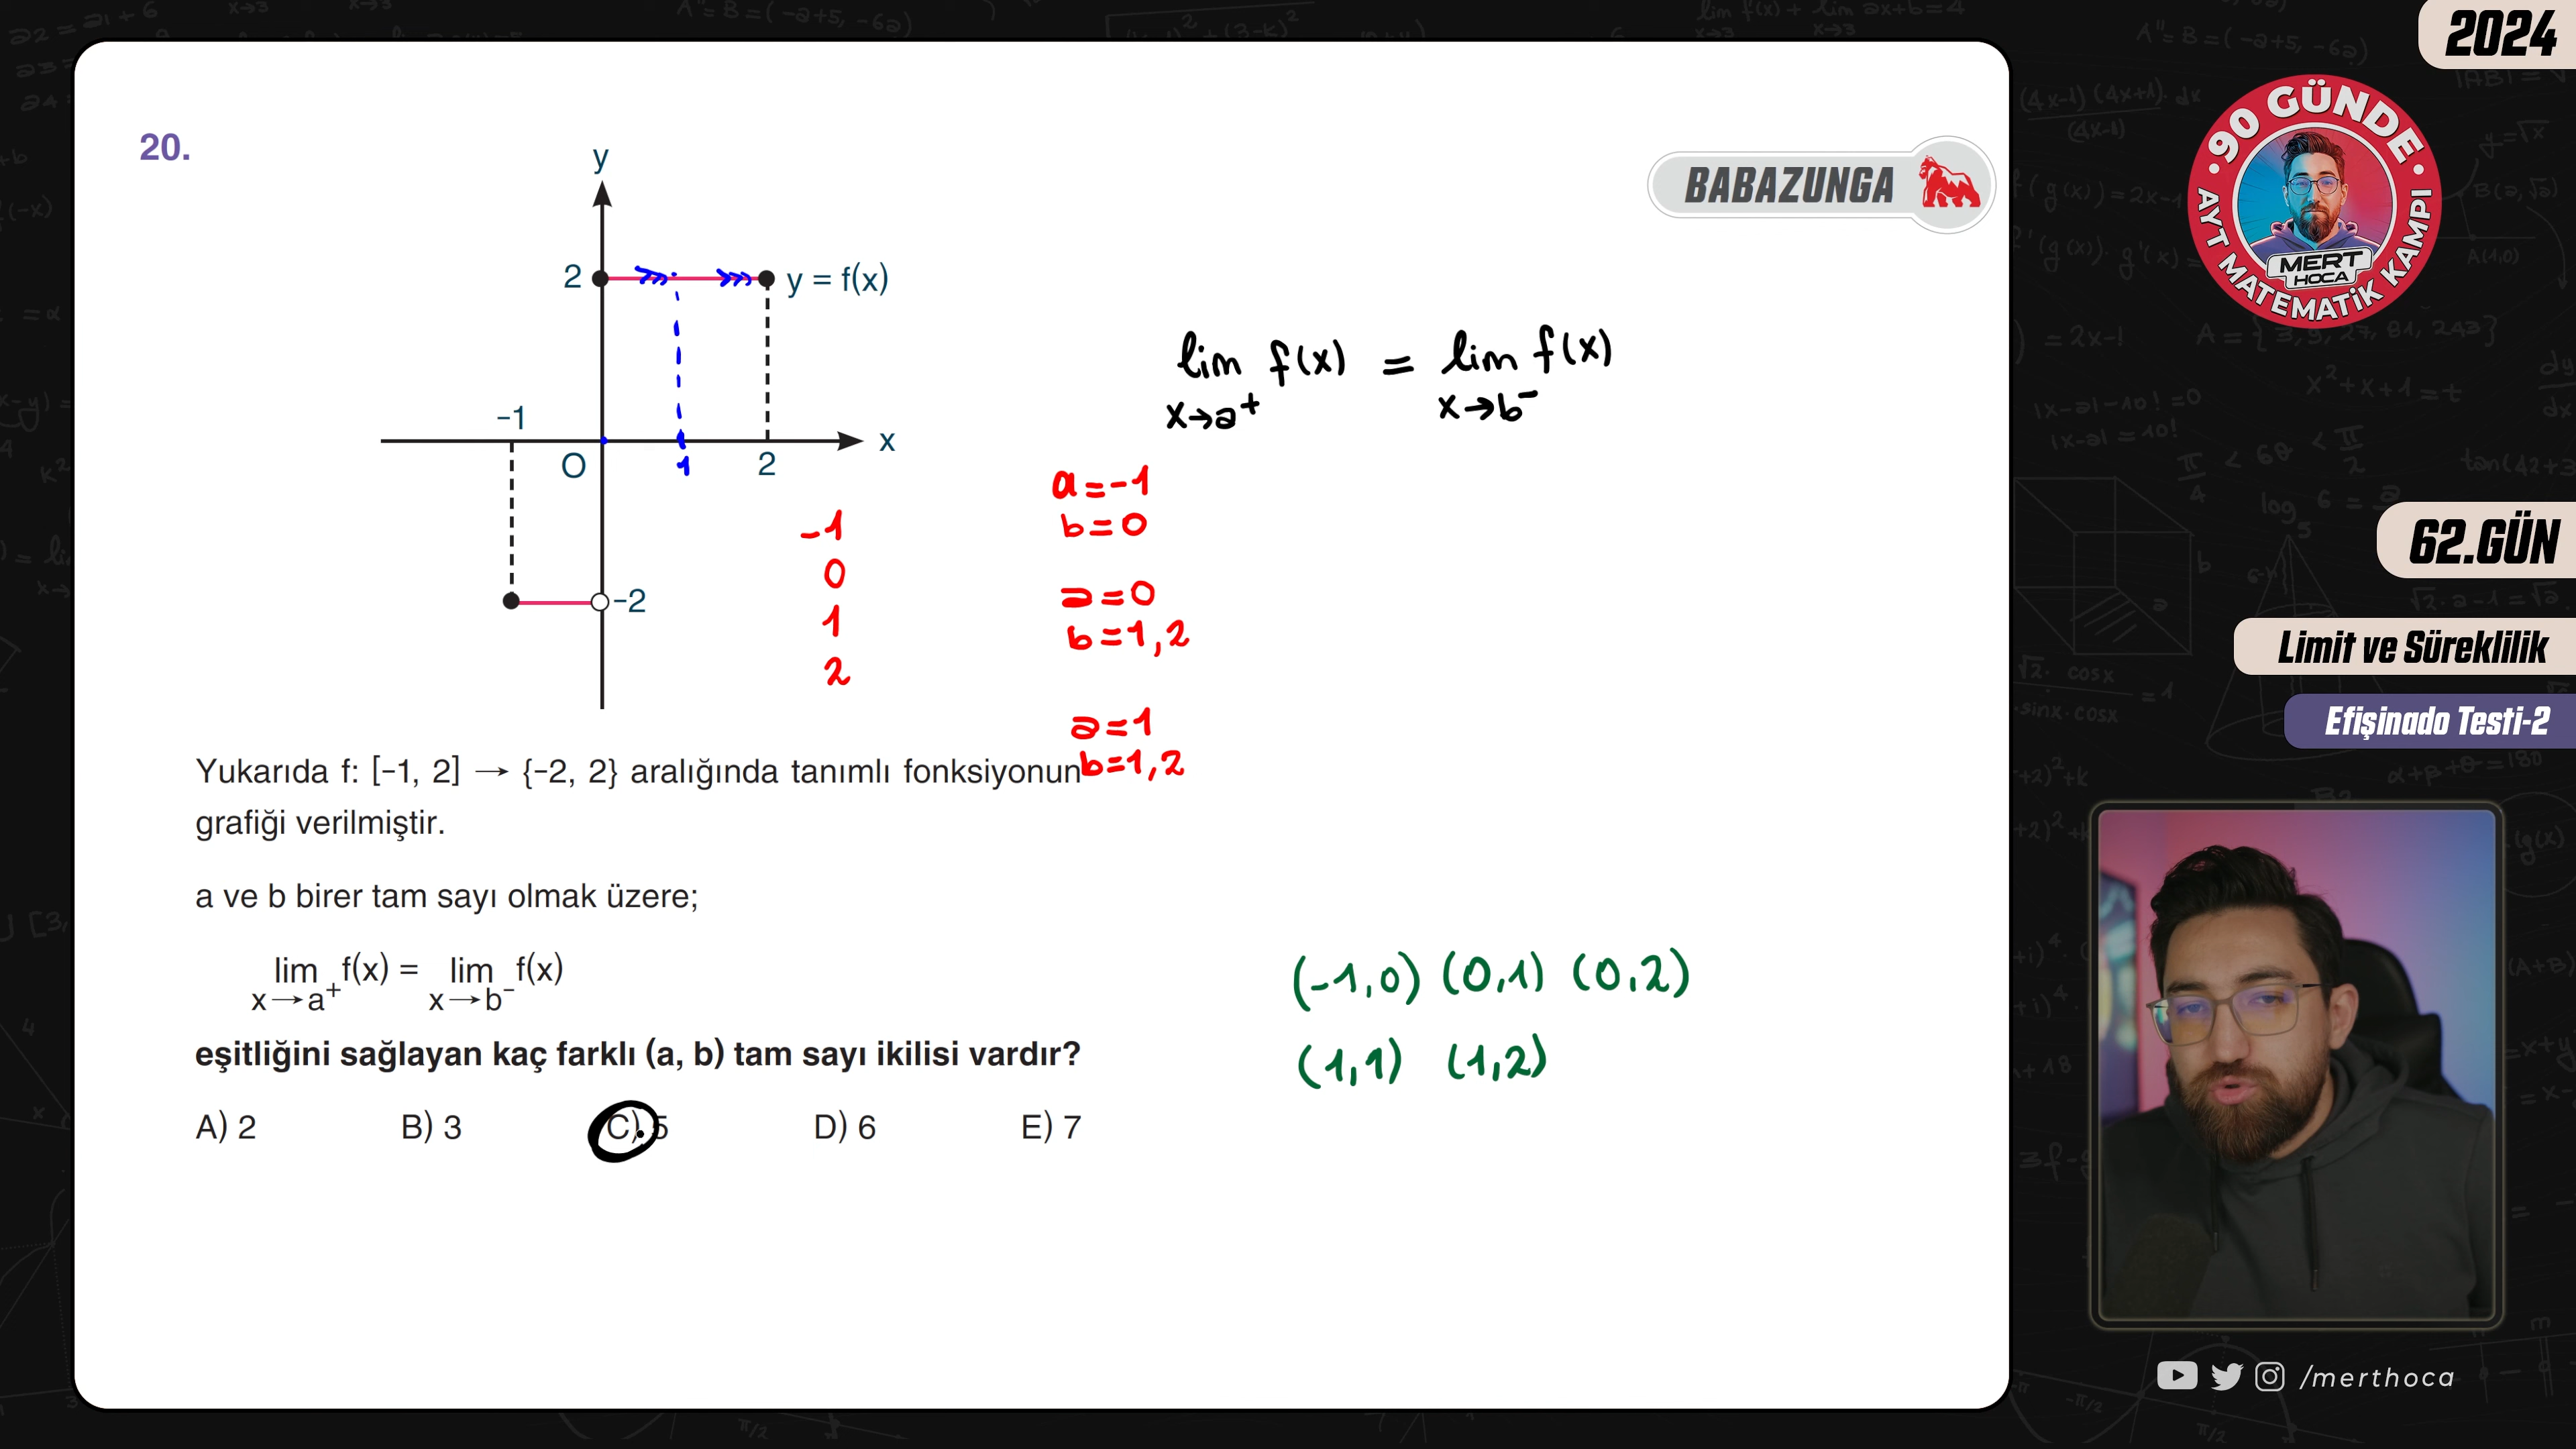 2024
20.
BABAZUNGA
90 GÜNDE
AYT MATEMATİK KAMPI
MERT
HOCA
y
2
y = f(x)
-1
O
1
2
x
-2
lim f(x) = lim f(x)
x→a⁺ x→b⁻
-1
0
1
2
a=-1
b=0
a=0
b=1,2
a=1
b=1,2
62.GÜN
Limit ve Süreklilik
Efişinado Testi-2
Yukarıda f: [-1, 2] → {-2, 2} aralığında tanımlı fonksiyonun
grafiği verilmiştir.
a ve b birer tam sayı olmak üzere;
lim f(x) = lim f(x)
x→a⁺ x→b⁻
eşitliğini sağlayan kaç farklı (a, b) tam sayı ikilisi vardır?
A) 2 B) 3 C) 5 D) 6 E) 7
(-1,0) (0,1) (0,2)
(1,1) (1,2)
/merthoca